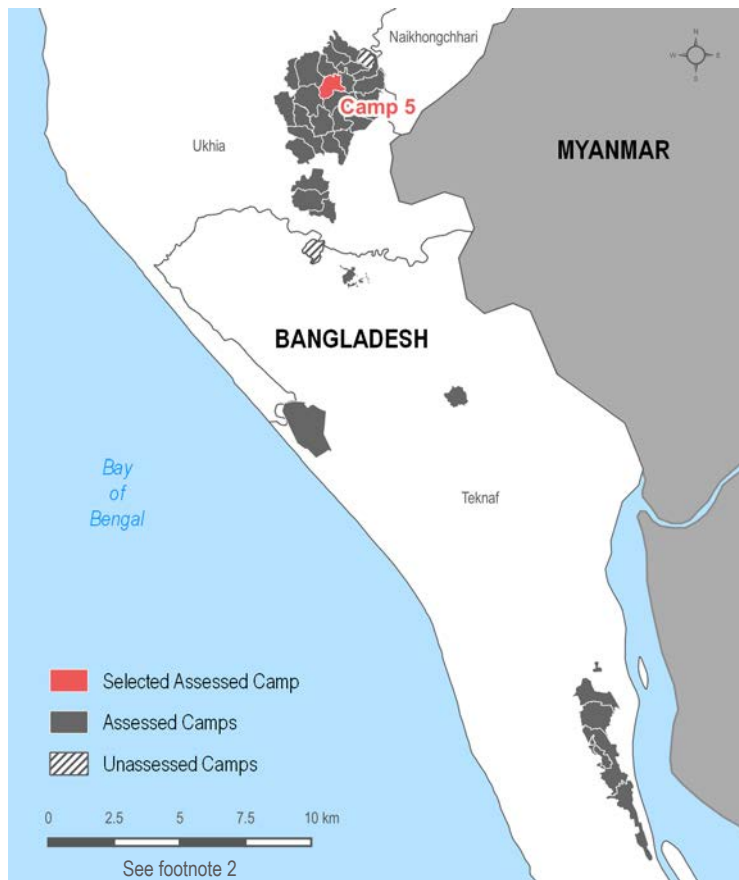 Naikhongchhari
N
W
E
S
Camp 5
Ukhia
MYANMAR
BANGLADESH
Bay
of
Bengal
Teknaf
Selected Assessed Camp
Assessed Camps
Unassessed Camps
0 2.5 5 7.5 10 km
See footnote 2